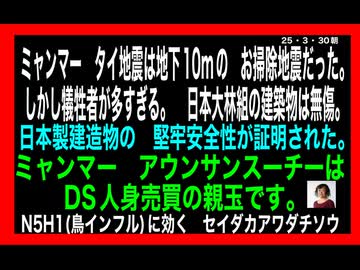 25・3・30朝
ミャンマー　タイ地震は地下10mの　お掃除地震だった。
しかし犠牲者が多すぎる。　日本大林組の建築物は無傷。
日本製建造物の　堅牢安全性が証明された。
ミャンマー　アウンサンスーチーは
DS人身売買の親玉です。
N5H1(鳥インフル)に効く　セイダカアワダチソウ